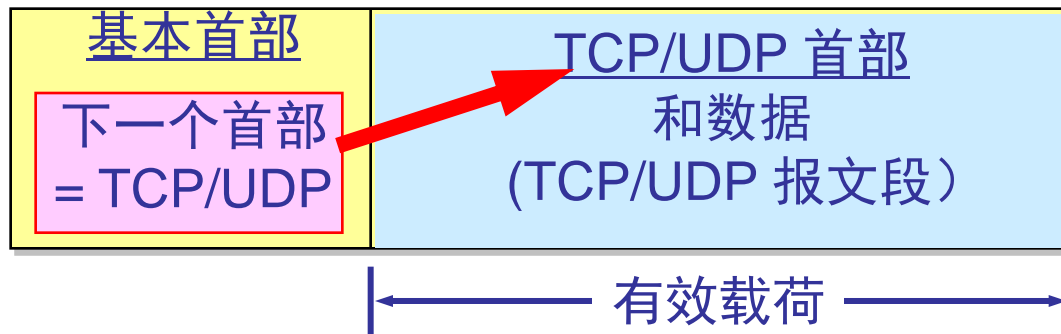 基本首部
下一个首部
= TCP/UDP
TCP/UDP 首部
和数据
(TCP/UDP 报文段）
有效载荷